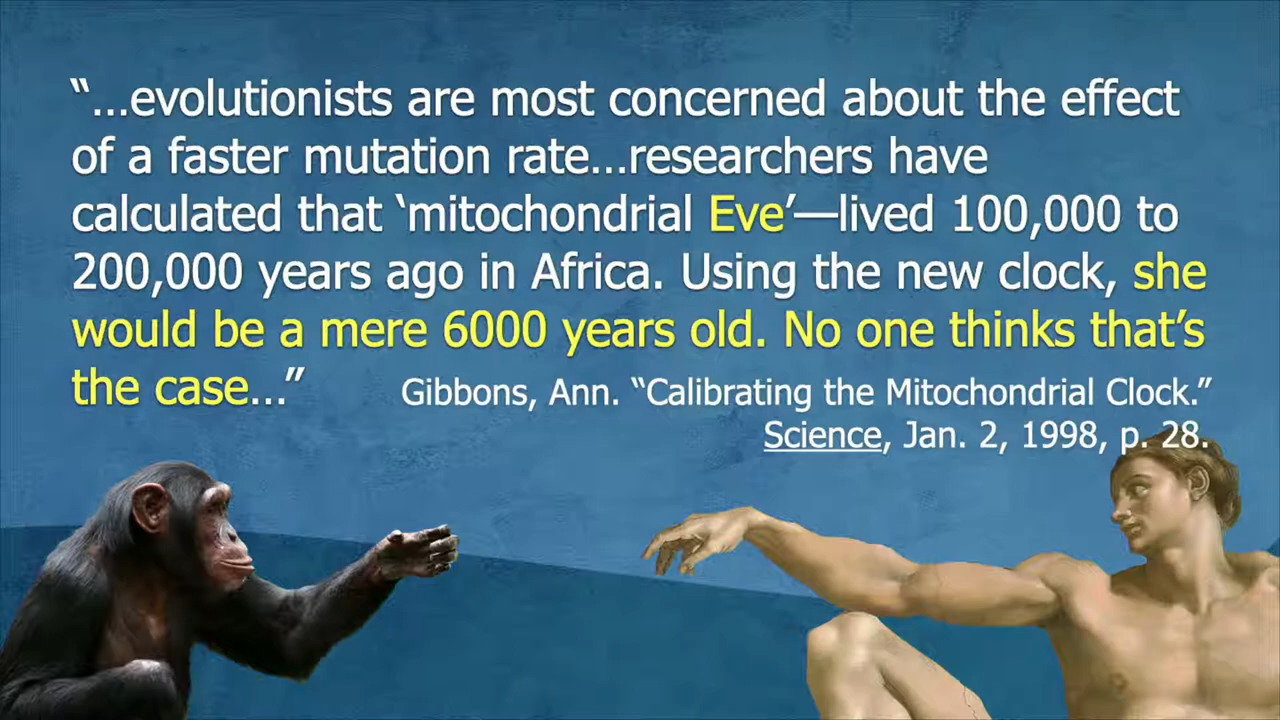 “…evolutionists are most concerned about the effect
of a faster mutation rate…researchers have
calculated that ‘mitochondrial Eve’—lived 100,000 to
200,000 years ago in Africa. Using the new clock, she
would be a mere 6000 years old. No one thinks that’s
the case…” Gibbons, Ann. “Calibrating the Mitochondrial Clock.”
Science, Jan. 2, 1998, p. 28.